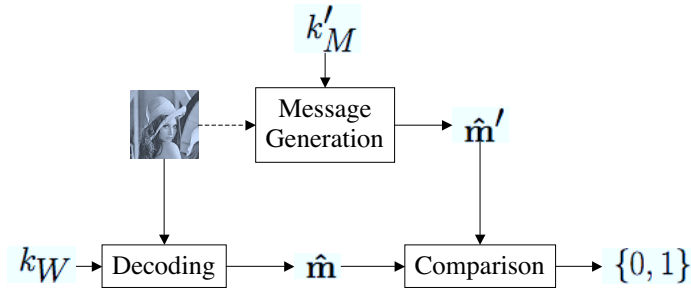 k′_M
Message
Generation
m̂′
k_W
Decoding
m̂
Comparison
{0, 1}